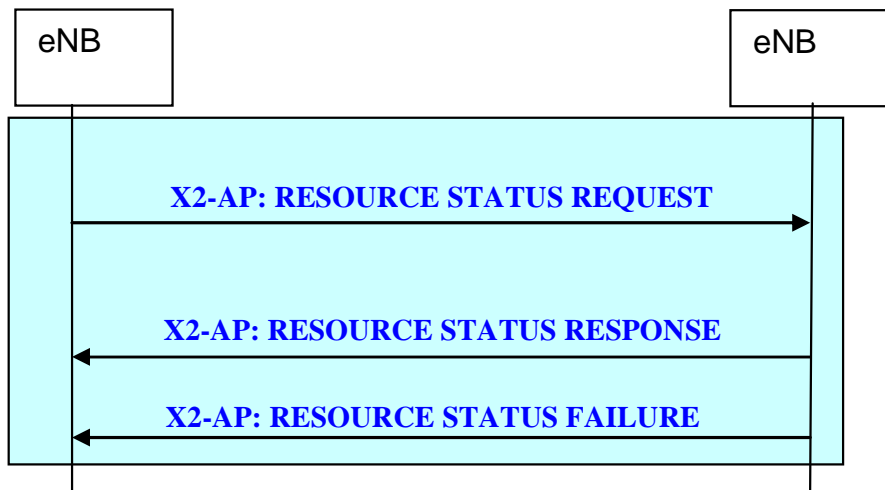 eNB
eNB
X2-AP: RESOURCE STATUS REQUEST
X2-AP: RESOURCE STATUS RESPONSE
X2-AP: RESOURCE STATUS FAILURE